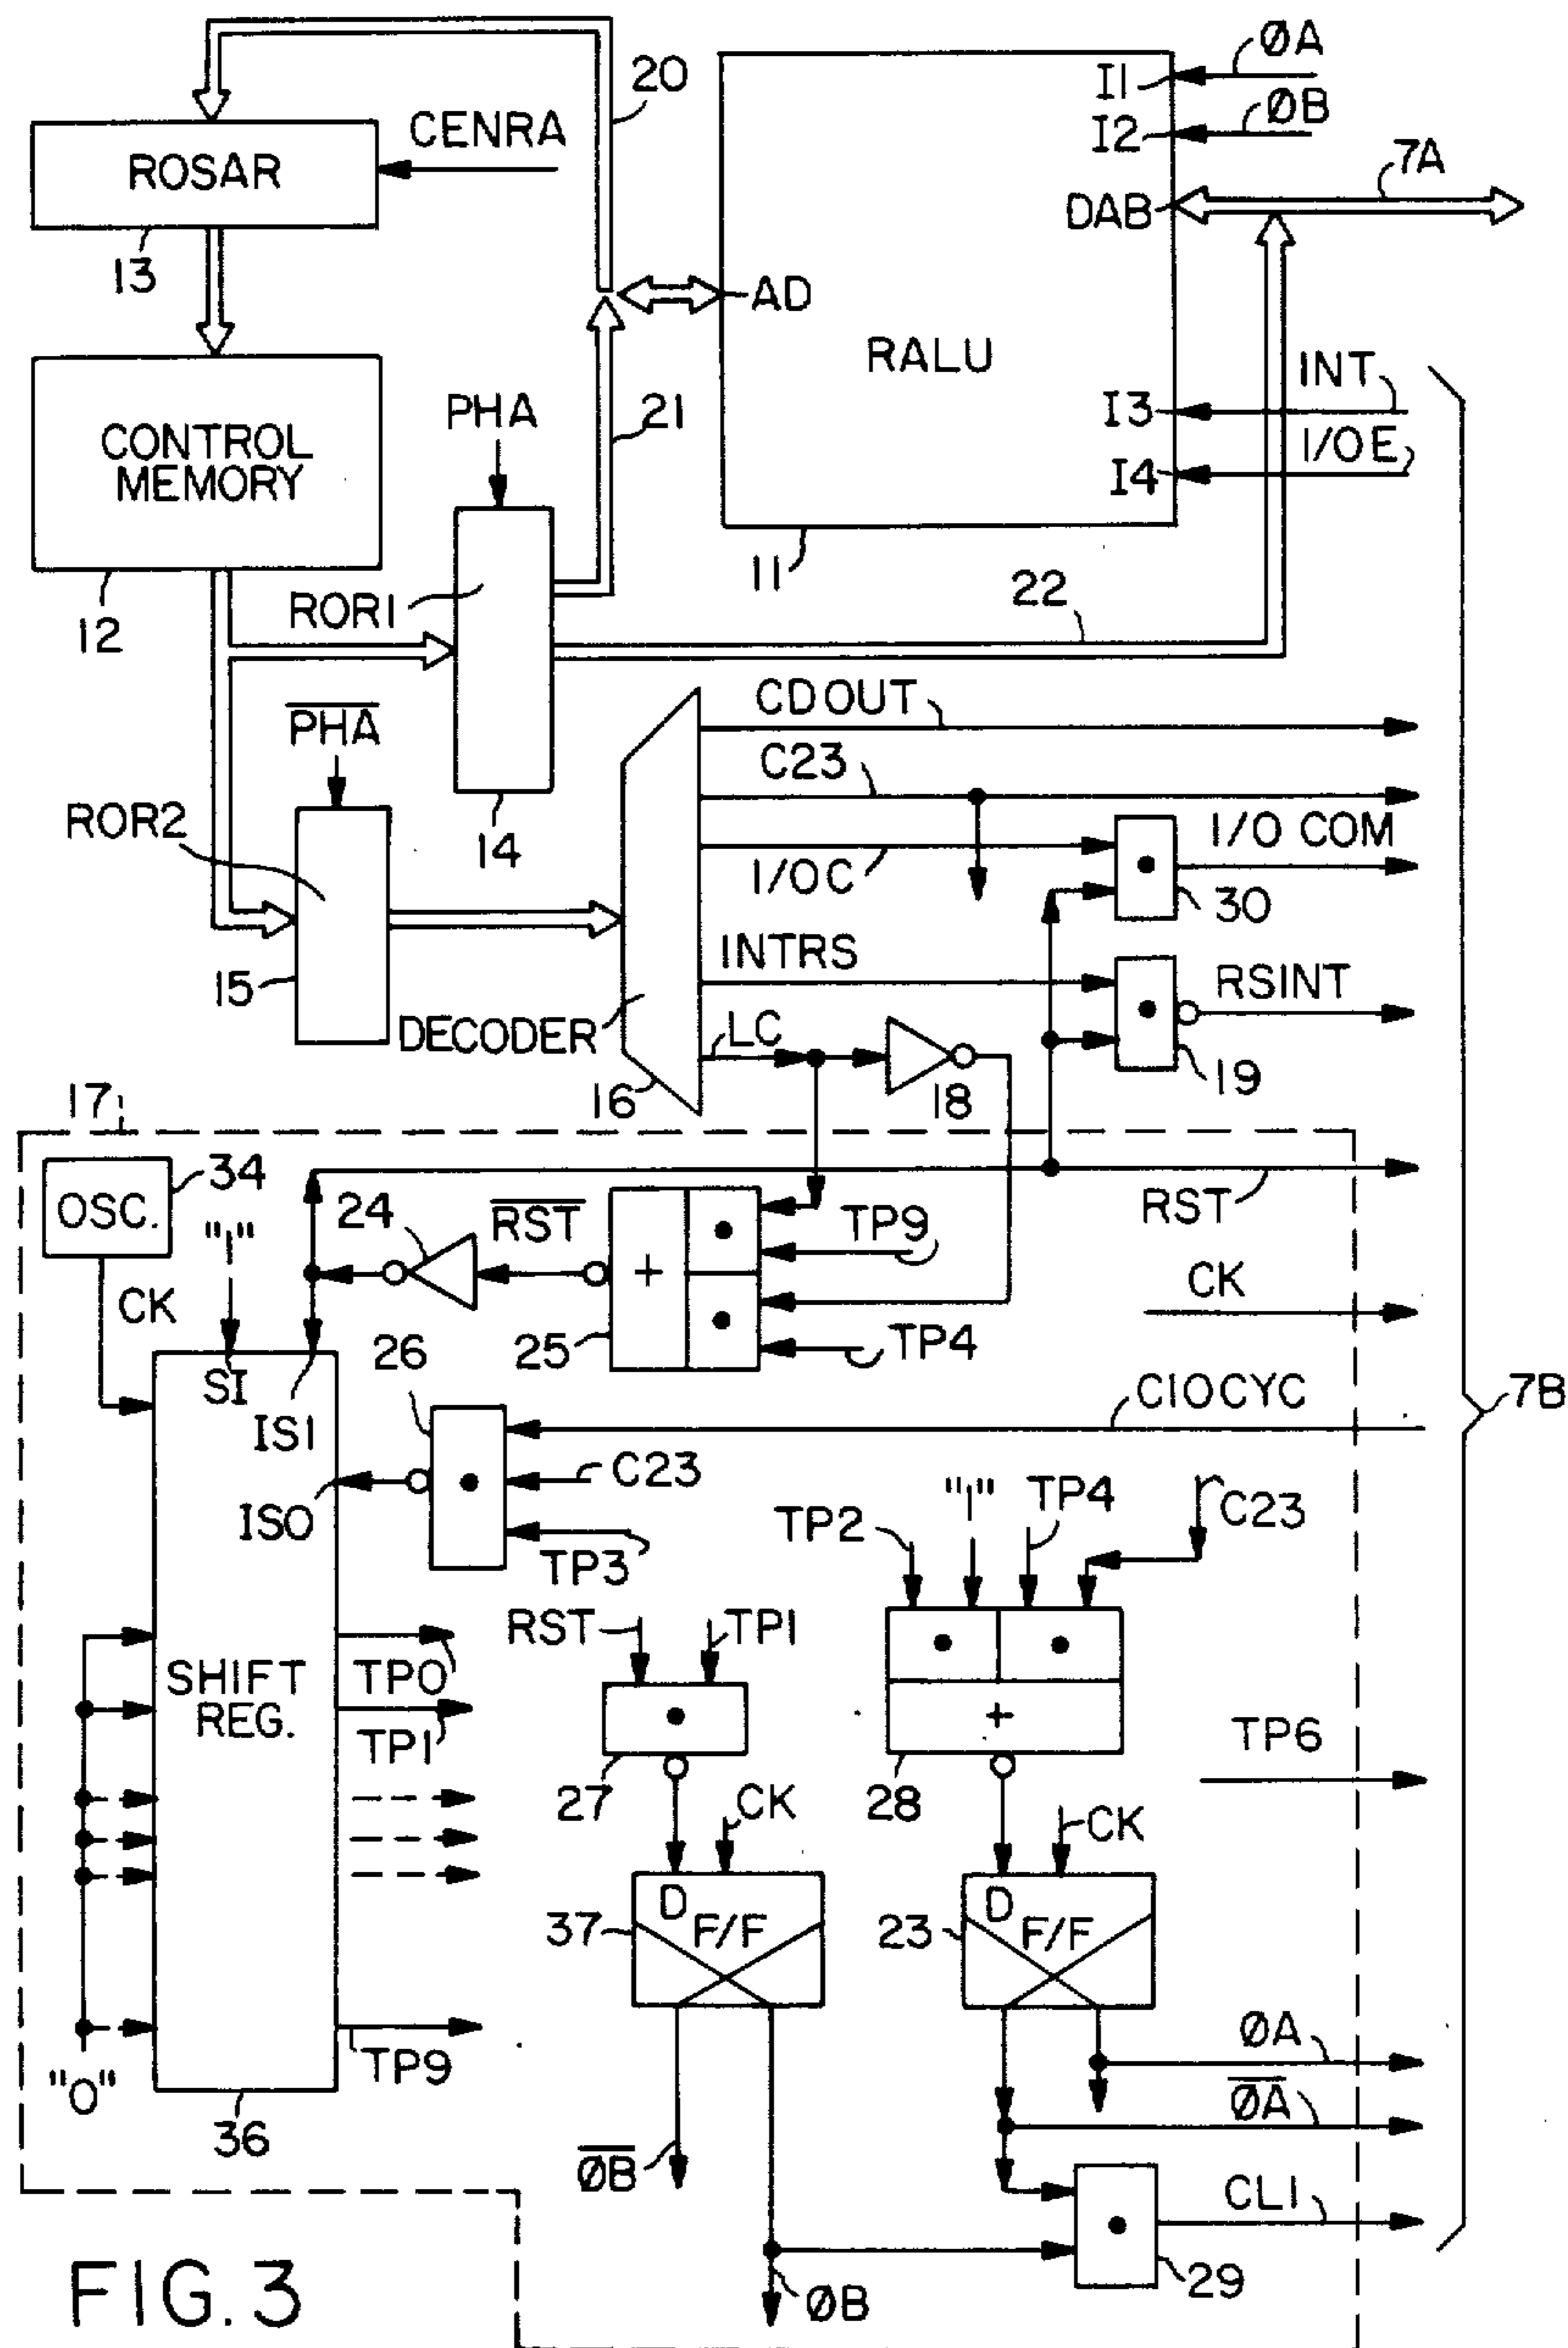 ØA
20
I1
ØB
CENRA
I2
7A
ROSAR
DAB
13
AD
RALU
INT
PHA
21
I3
CONTROL
MEMORY
I/OE
I4
11
22
12
ROR1
CDOUT
PHA
C23
ROR2
14
I/OC
I/O COM
30
INTRS
RSINT
15
DECODER
LC
16
18
19
17
34
OSC.
"1"
24
RST
TP9
RST
CK
CK
+
26
25
TP4
SI
CIOCYC
7B
IS1
C23
"1"
TP4
C23
ISO
TP2
TP3
RST
TP1
SHIFT
REG.
TP0
TP1
+
TP6
27
CK
28
CK
D
F/F
37
D
F/F
23
TP9
"0"
ØA
36
ØA
ØB
CL1
29
ØB
FIG. 3